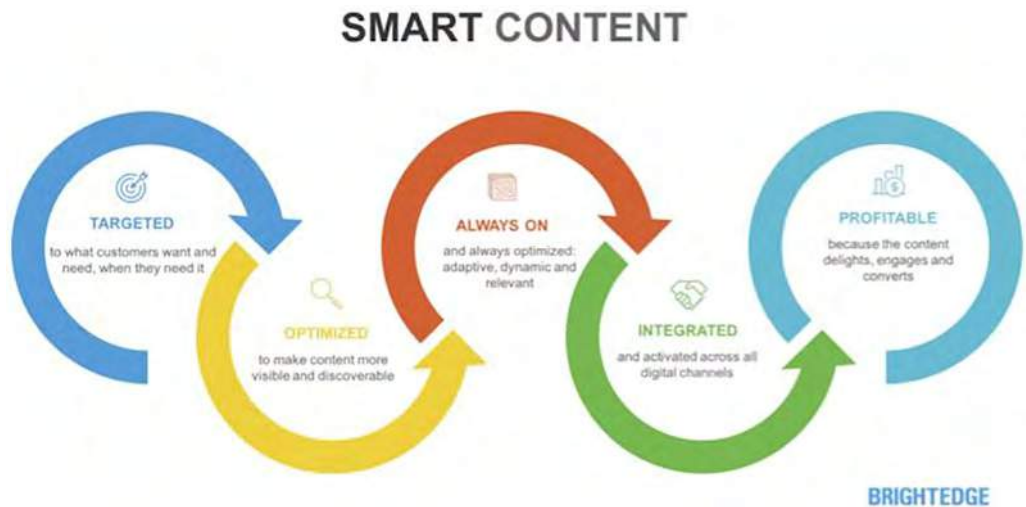 SMART CONTENT
TARGETED
to what customers want and
need, when they need it
OPTIMIZED
to make content more
visible and discoverable
ALWAYS ON
and always optimized:
adaptive, dynamic and
relevant
INTEGRATED
and activated across all
digital channels
PROFITABLE
because the content
delights, engages and
converts
BRIGHTEDGE